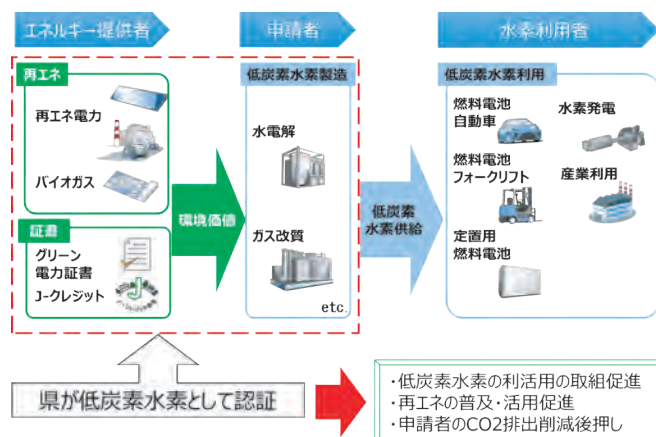 エネルギー提供者
申請者
水素利用者
再エネ
再エネ電力
バイオガス
証書
グリーン
電力証書
J-クレジット
環境価値
低炭素水素製造
水電解
ガス改質
etc.
低炭素
水素供給
低炭素水素利用
燃料電池
自動車
燃料電池
フォークリフト
定置用
燃料電池
水素発電
産業利用
県が低炭素水素として認証
・低炭素水素の利活用の取組促進
・再エネの普及・活用促進
・申請者のCO2排出削減後押し